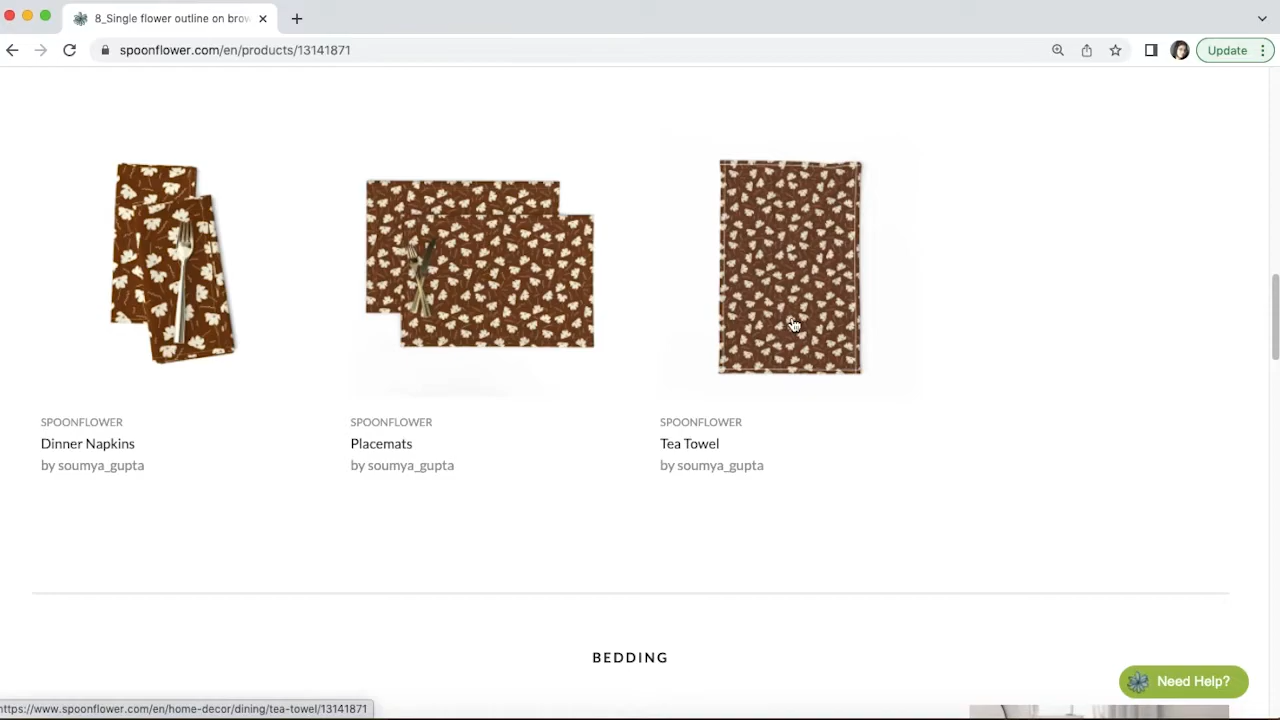 8_Single flower outline on brow
spoonflower.com/en/products/13141871
Update
SPOONFLOWER
Dinner Napkins
by soumya_gupta
SPOONFLOWER
Placemats
by soumya_gupta
SPOONFLOWER
Tea Towel
by soumya_gupta
BEDDING
Need Help?
https://www.spoonflower.com/en/home-decor/dining/tea-towel/13141871